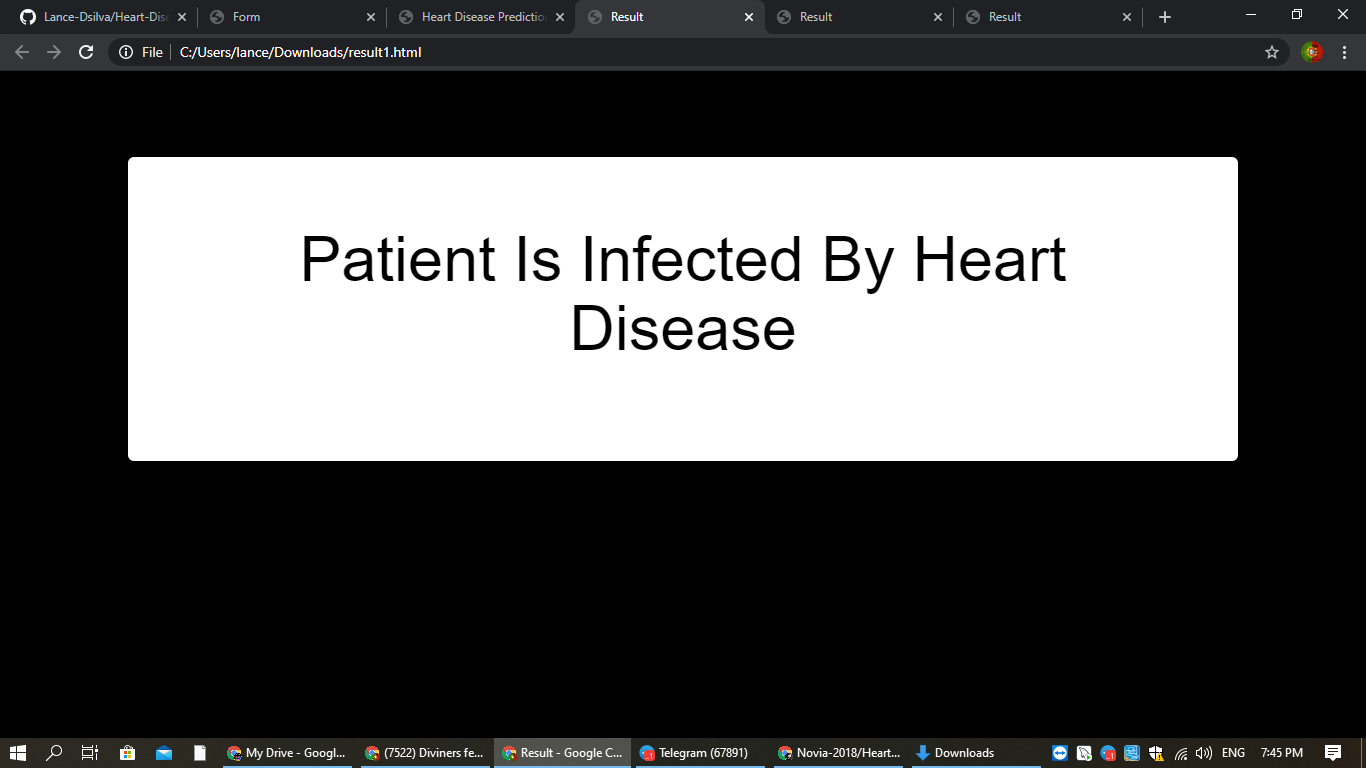 Lance-Dsilva/Heart-Dise
Form
Heart Disease Predictio
Result
Result
Result
File
C:/Users/lance/Downloads/result1.html
Patient Is Infected By Heart
Disease
My Drive - Googl...
(7522) Diviners fe...
Result - Google C...
Telegram (67891)
Novia-2018/Heart...
Downloads
ENG
7:45 PM